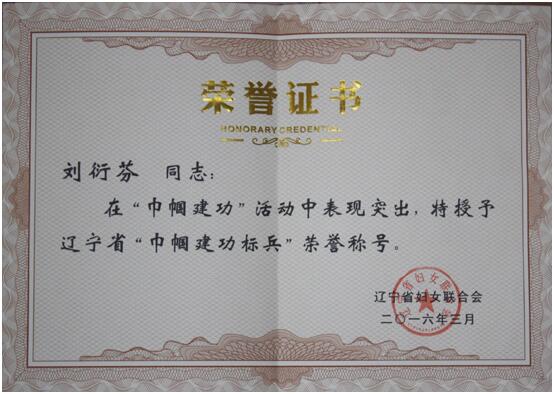 荣誉证书
HONORARY CREDENTIAL
刘衍芬 同志：
在“巾帼建功”活动中表现突出，特授予
辽宁省“巾帼建功标兵”荣誉称号。
辽宁省妇女联合会
二〇一六年三月